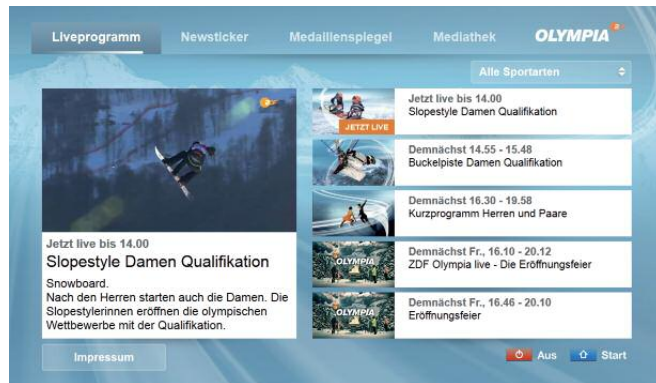 Liveprogramm
Newsticker
Medaillenspiegel
Mediathek
OLYMPIA
Alle Sportarten
Jetzt live bis 14.00
Slopestyle Damen Qualifikation
Snowboard.
Nach den Herren starten auch die Damen. Die
Slopestylerinnen eröffnen die olympischen
Wettbewerbe mit der Qualifikation.
JETZT LIVE
Jetzt live bis 14.00
Slopestyle Damen Qualifikation
Demnächst 14.55 - 15.48
Buckelpiste Damen Qualifikation
Demnächst 16.30 - 19.58
Kurzprogramm Herren und Paare
OLYMPIA
Demnächst Fr., 16.10 - 20.12
ZDF Olympia live - Die Eröffnungsfeier
OLYMPIA
Demnächst Fr., 16.46 - 20.10
Eröffnungsfeier
Impressum
Aus
Start